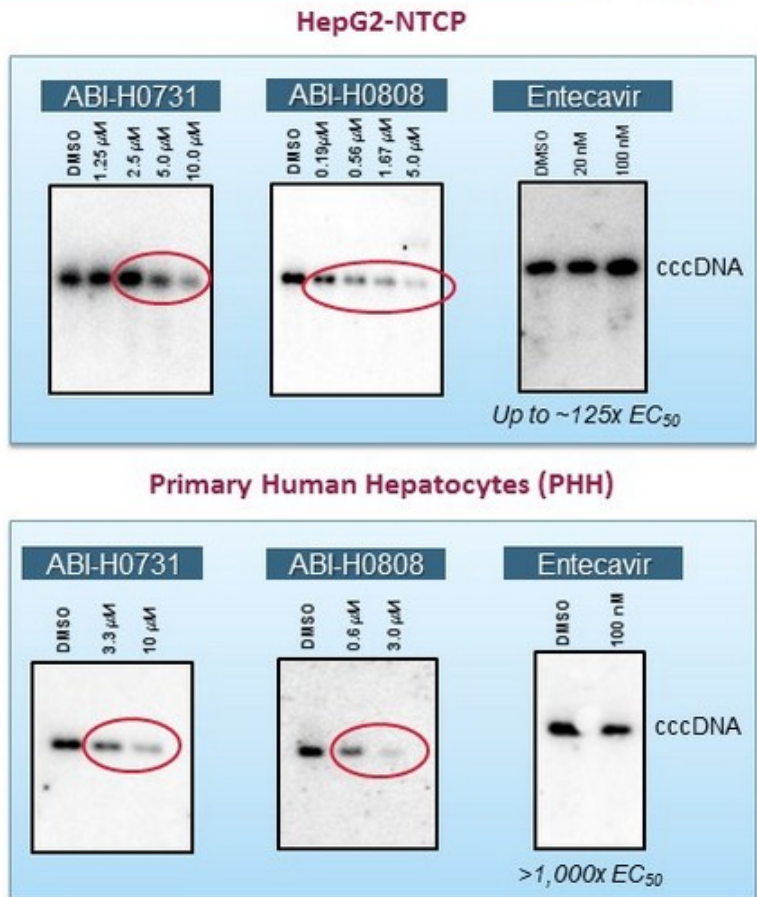 HepG2-NTCP
ABI-H0731 ABI-H0808 Entecavir
DMSO 1.25 µM 2.5 µM 5.0 µM 10.0 µM DMSO 0.19µM 0.56 µM 1.67 µM 5.0 µM DMSO 20 nM 100 nM
cccDNA
Up to ~125x EC50
Primary Human Hepatocytes (PHH)
ABI-H0731 ABI-H0808 Entecavir
DMSO 3.3 µM 10 µM DMSO 0.6 µM 3.0 µM DMSO 100 nM
cccDNA
>1,000x EC50